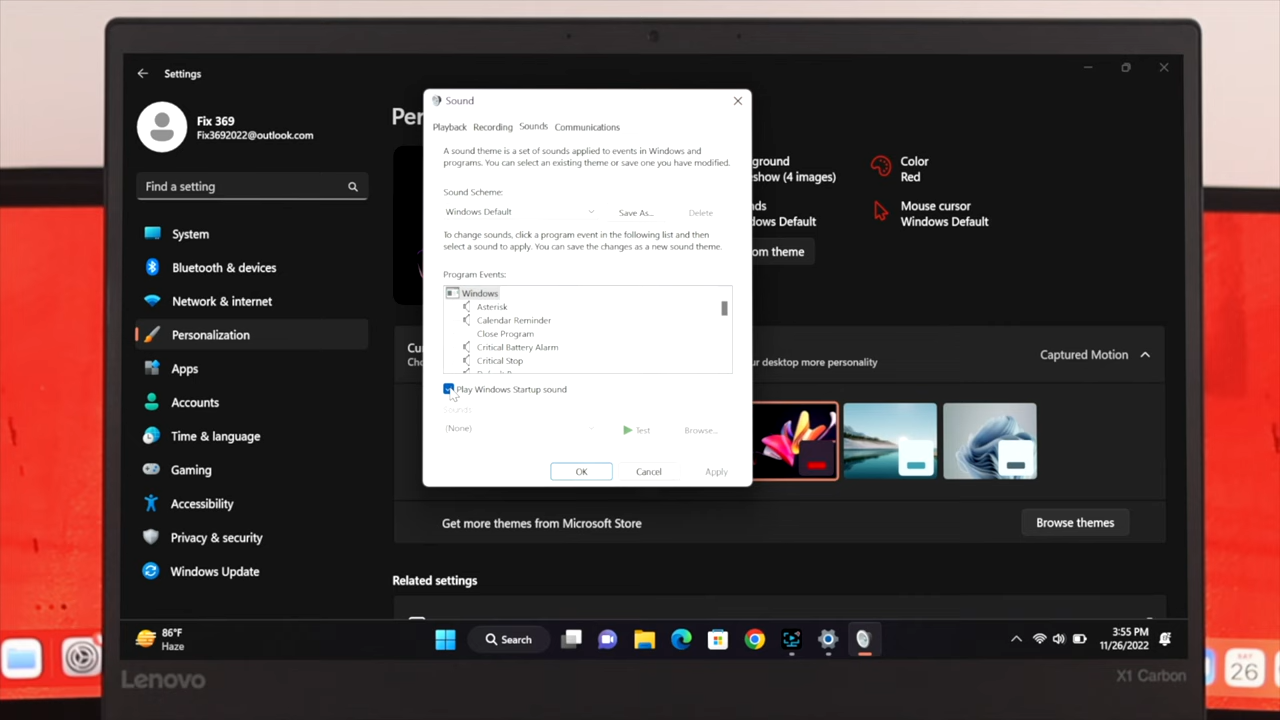 Settings
Fix 369
Fix3692022@outlook.com
Find a setting
System
Bluetooth & devices
Network & internet
Personalization
Apps
Accounts
Time & language
Gaming
Accessibility
Privacy & security
Windows Update
Per
Sound
Playback Recording Sounds Communications
A sound theme is a set of sounds applied to events in Windows and
programs. You can select an existing theme or save one you have modified.
Sound Scheme:
Windows Default
Save As... Delete
To change sounds, click a program event in the following list and then
select a sound to apply. You can save the changes as a new sound theme.
Program Events:
Windows
Asterisk
Calendar Reminder
Close Program
Critical Battery Alarm
Critical Stop
Play Windows Startup sound
Sounds:
(None)
Test Browse...
OK Cancel Apply
ground
show (4 images)
Color
Red
ds
dows Default
Mouse cursor
Windows Default
om theme
Cu
Cho
ur desktop more personality
Captured Motion
Get more themes from Microsoft Store
Browse themes
Related settings
86°F
Haze
Search
3:55 PM
11/26/2022
Lenovo
X1 Carbon
SAT
26